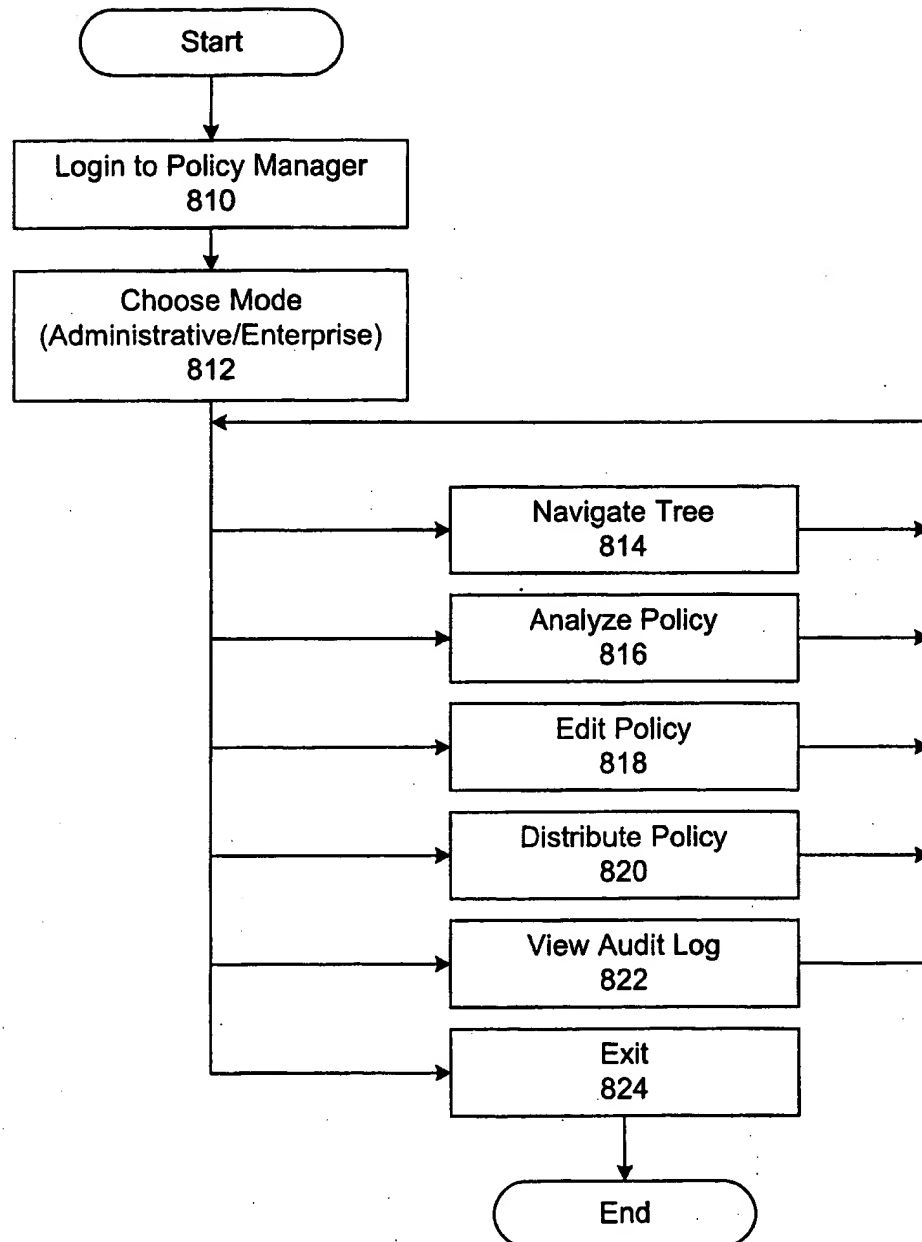 Start
Login to Policy Manager
810
Choose Mode
(Administrative/Enterprise)
812
Navigate Tree
814
Analyze Policy
816
Edit Policy
818
Distribute Policy
820
View Audit Log
822
Exit
824
End